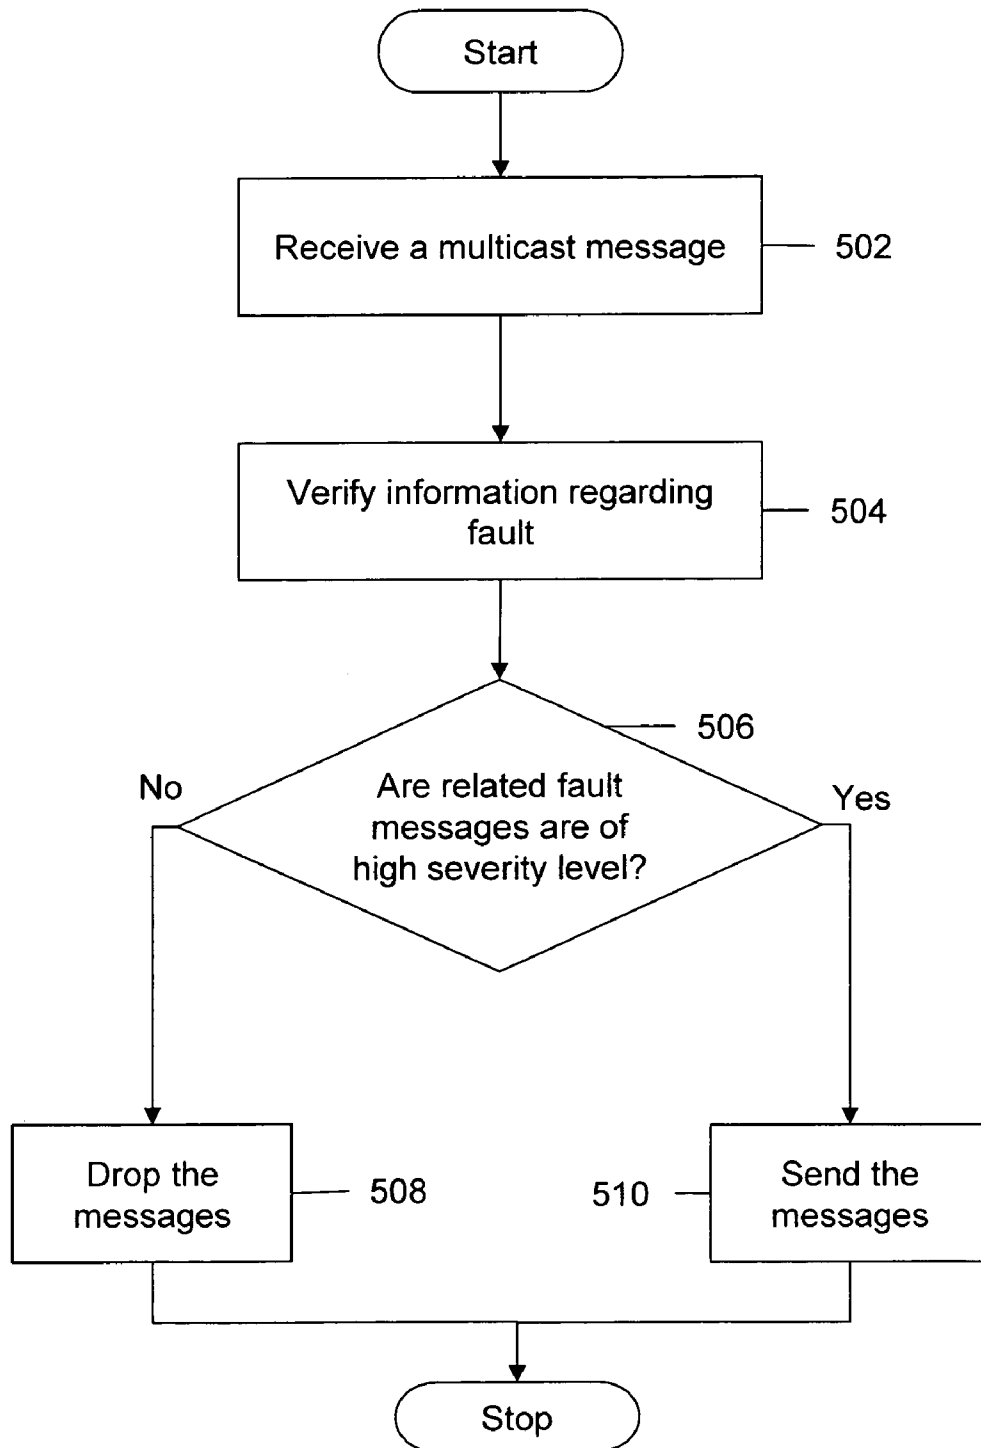 Start
Receive a multicast message
502
Verify information regarding
fault
504
506
No
Are related fault
messages are of
high severity level?
Yes
Drop the
messages
508
510
Send the
messages
Stop